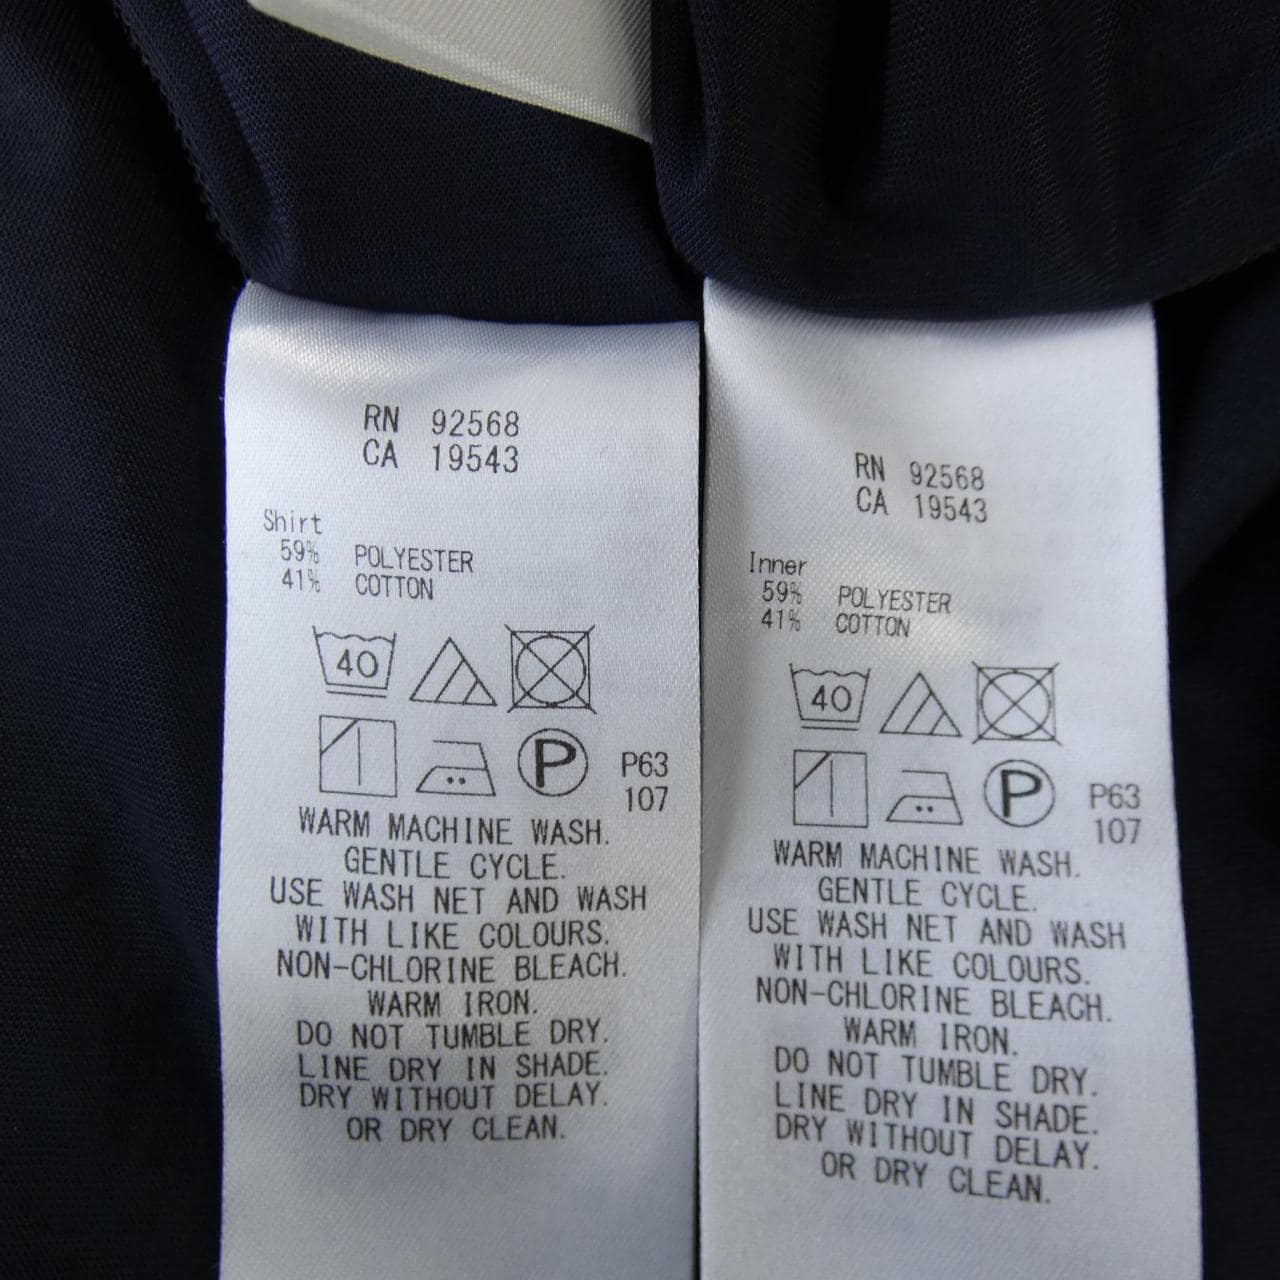 RN 92568
CA 19543
Shirt
59% POLYESTER
41% COTTON
40
P
P63
107
WARM MACHINE WASH.
GENTLE CYCLE.
USE WASH NET AND WASH
WITH LIKE COLOURS.
NON-CHLORINE BLEACH.
WARM IRON.
DO NOT TUMBLE DRY.
LINE DRY IN SHADE.
DRY WITHOUT DELAY.
OR DRY CLEAN.
RN 92568
CA 19543
Inner
59% POLYESTER
41% COTTON
40
P
P63
107
WARM MACHINE WASH.
GENTLE CYCLE.
USE WASH NET AND WASH
WITH LIKE COLOURS.
NON-CHLORINE BLEACH.
WARM IRON.
DO NOT TUMBLE DRY.
LINE DRY IN SHADE.
DRY WITHOUT DELAY.
OR DRY CLEAN.